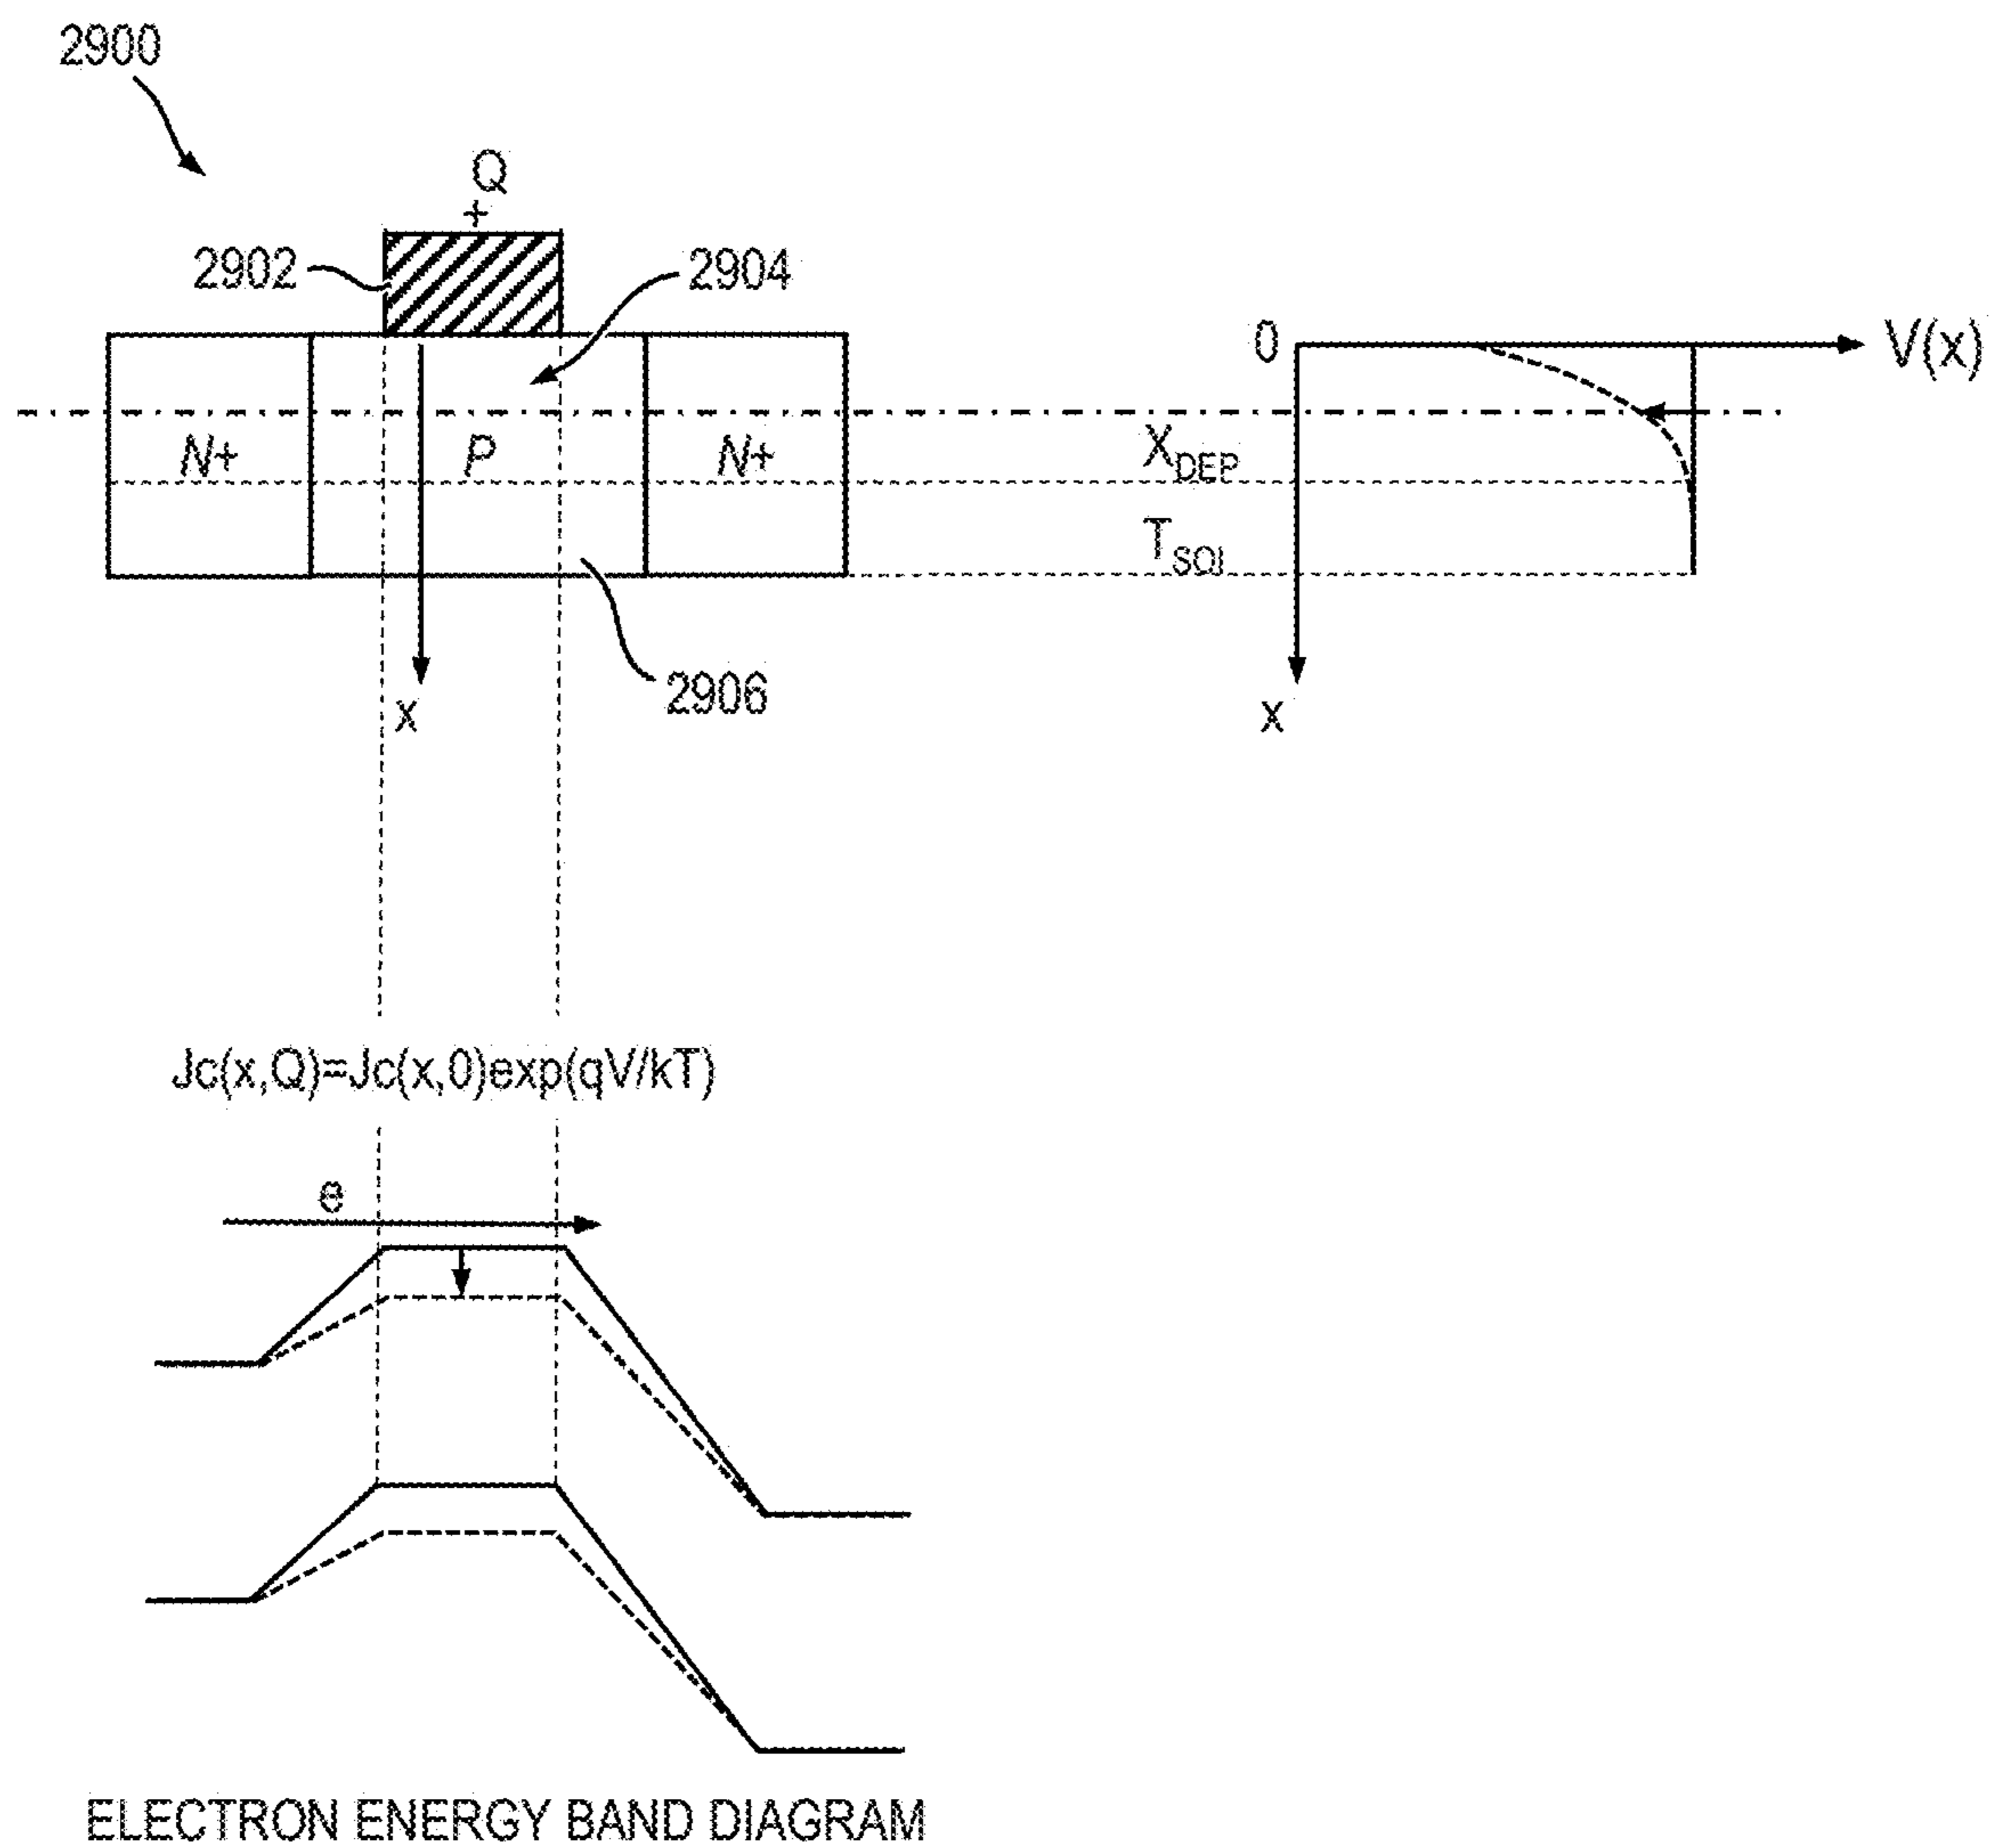 2900
Q
+
2902
2904
0
V(x)
N+
P
N+
X_DEP
T_SOI
2906
x
x
Jc(x,Q)=Jc(x,0)exp(qV/kT)
e
ELECTRON ENERGY BAND DIAGRAM